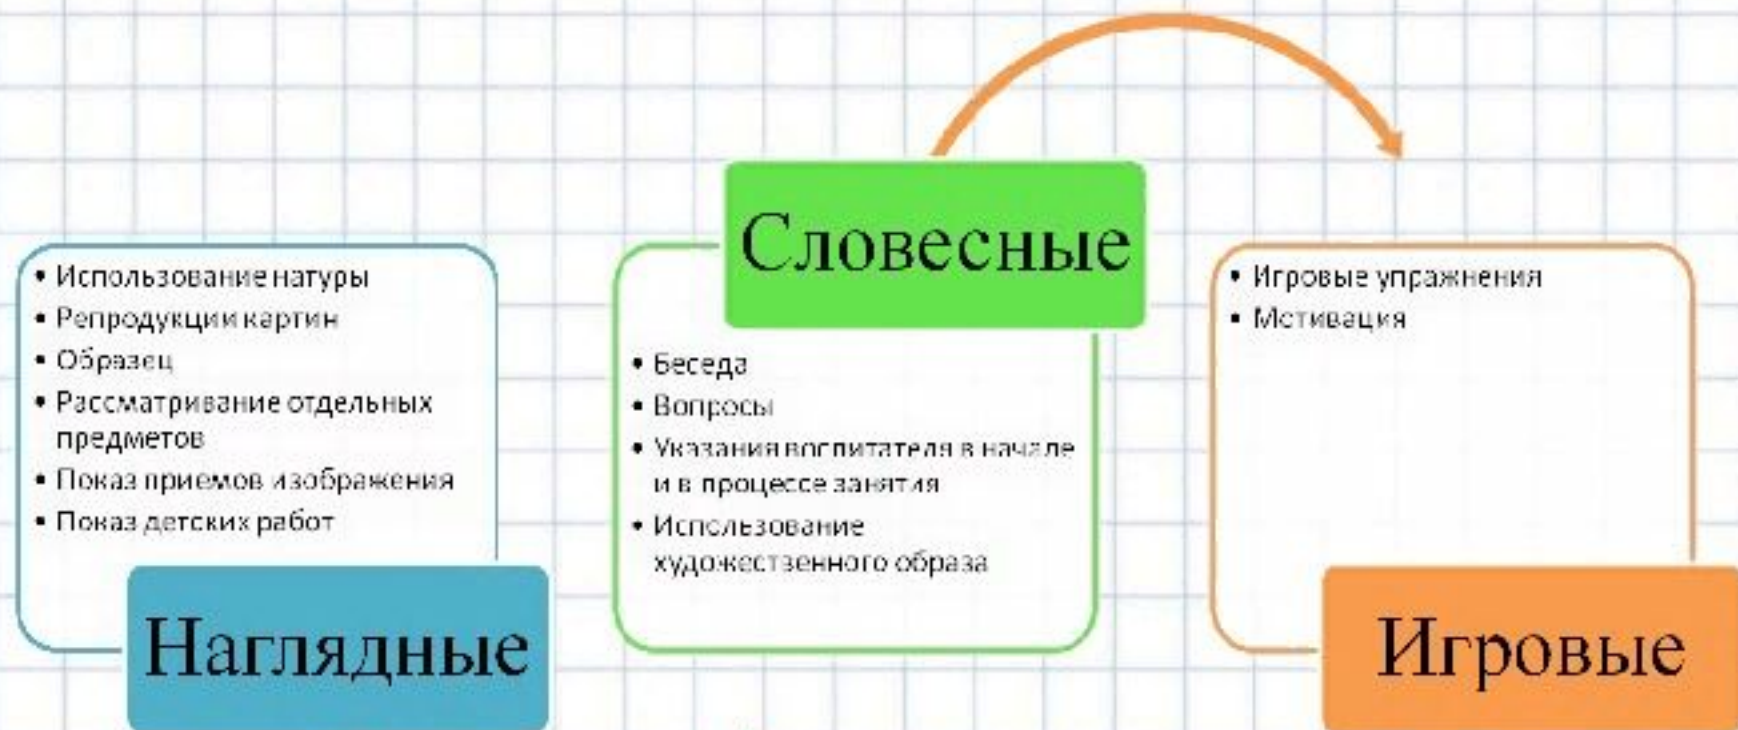 • Использование натуры
• Репродукции картин
• Образец
• Рассматривание отдельных
предметов
• Показ приемов изображения
• Показ детских работ
Наглядные
Словесные
• Беседа
• Вопросы
• Указания воспитателя в начале
и в процессе занятия
• Использование
художественного образа
• Игровые упражнения
• Мотивация
Игровые